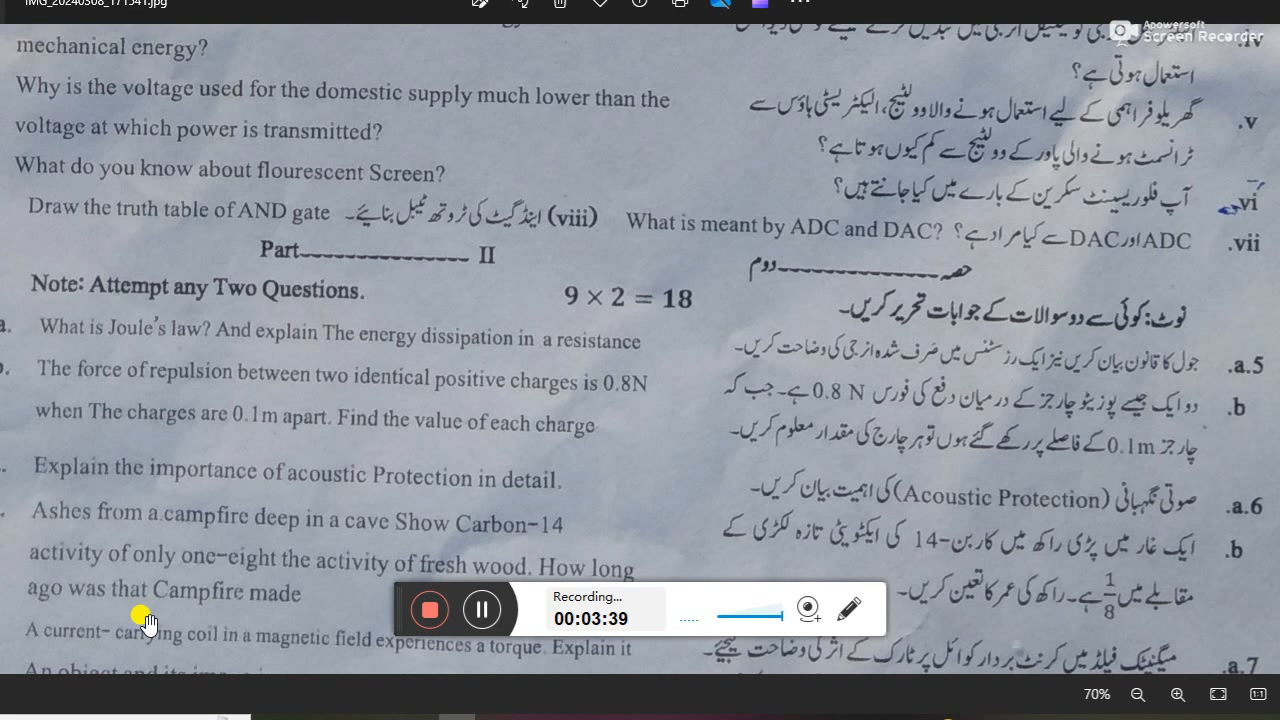 IMG_20240308_171541.jpg
Apowersoft
Screen Recorder
mechanical energy?
.iv
استعمال ہوتی ہے؟
Why is the voltage used for the domestic supply much lower than the
گھریلو فراہمی کے لیے استعمال ہونے والا وولٹیج، الیکٹریسٹی ہاؤس سے
.v
voltage at which power is transmitted?
ٹرانسمٹ ہونے والی پاور کے وولٹیج سے کم کیوں ہوتا ہے؟
What do you know about flourescent Screen?
آپ فلوریسینٹ سکرین کے بارے میں کیا جانتے ہیں؟
.vi
Draw the truth table of AND gate اینڈ گیٹ کی ٹروتھ ٹیبل بنایئے۔ (viii)
What is meant by ADC and DAC? ADC اور DAC سے کیا مراد ہے؟ .vii
Part II
حصہ دوم
Note: Attempt any Two Questions. 9 × 2 = 18
نوٹ: کوئی سے دو سوالات کے جوابات تحریر کریں۔
a. What is Joule's law? And explain The energy dissipation in a resistance
جول کا قانون بیان کریں نیز ایک رزسٹنس میں صَرف شدہ انرجی کی وضاحت کریں۔ .a.5
The force of repulsion between two identical positive charges is 0.8N
دو ایک جیسے پوزیٹو چارجز کے درمیان دفع کی فورس 0.8 N ہے۔ جب کہ .b
when The charges are 0.1m apart. Find the value of each charge
چارجز 0.1m کے فاصلے پر رکھے گئے ہوں تو ہر چارج کی مقدار معلوم کریں۔
Explain the importance of acoustic Protection in detail.
صوتی نگہبانی (Acoustic Protection) کی اہمیت بیان کریں۔ .a.6
Ashes from a.campfire deep in a cave Show Carbon-14
ایک غار میں پڑی راکھ میں کاربن-14 کی ایکٹویٹی تازہ لکڑی کے .b
activity of only one-eight the activity of fresh wood. How long
مقابلے میں 1/8 ہے۔ راکھ کی عمر کا تعین کریں۔
ago was that Campfire made
Recording...
00:03:39
A current- carrying coil in a magnetic field experiences a torque. Explain it
میگنیٹک فیلڈ میں کرنٹ بردار کوائل پر ٹارک کے اثر کی وضاحت کیجیے۔ .a.7
70%
1:1